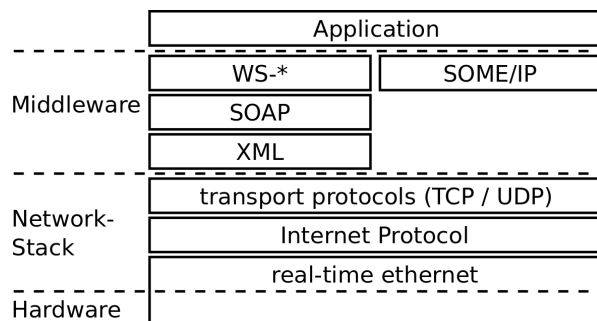 Application
WS-*
SOME/IP
Middleware
SOAP
XML
transport protocols (TCP / UDP)
Network-
Stack
Internet Protocol
real-time ethernet
Hardware